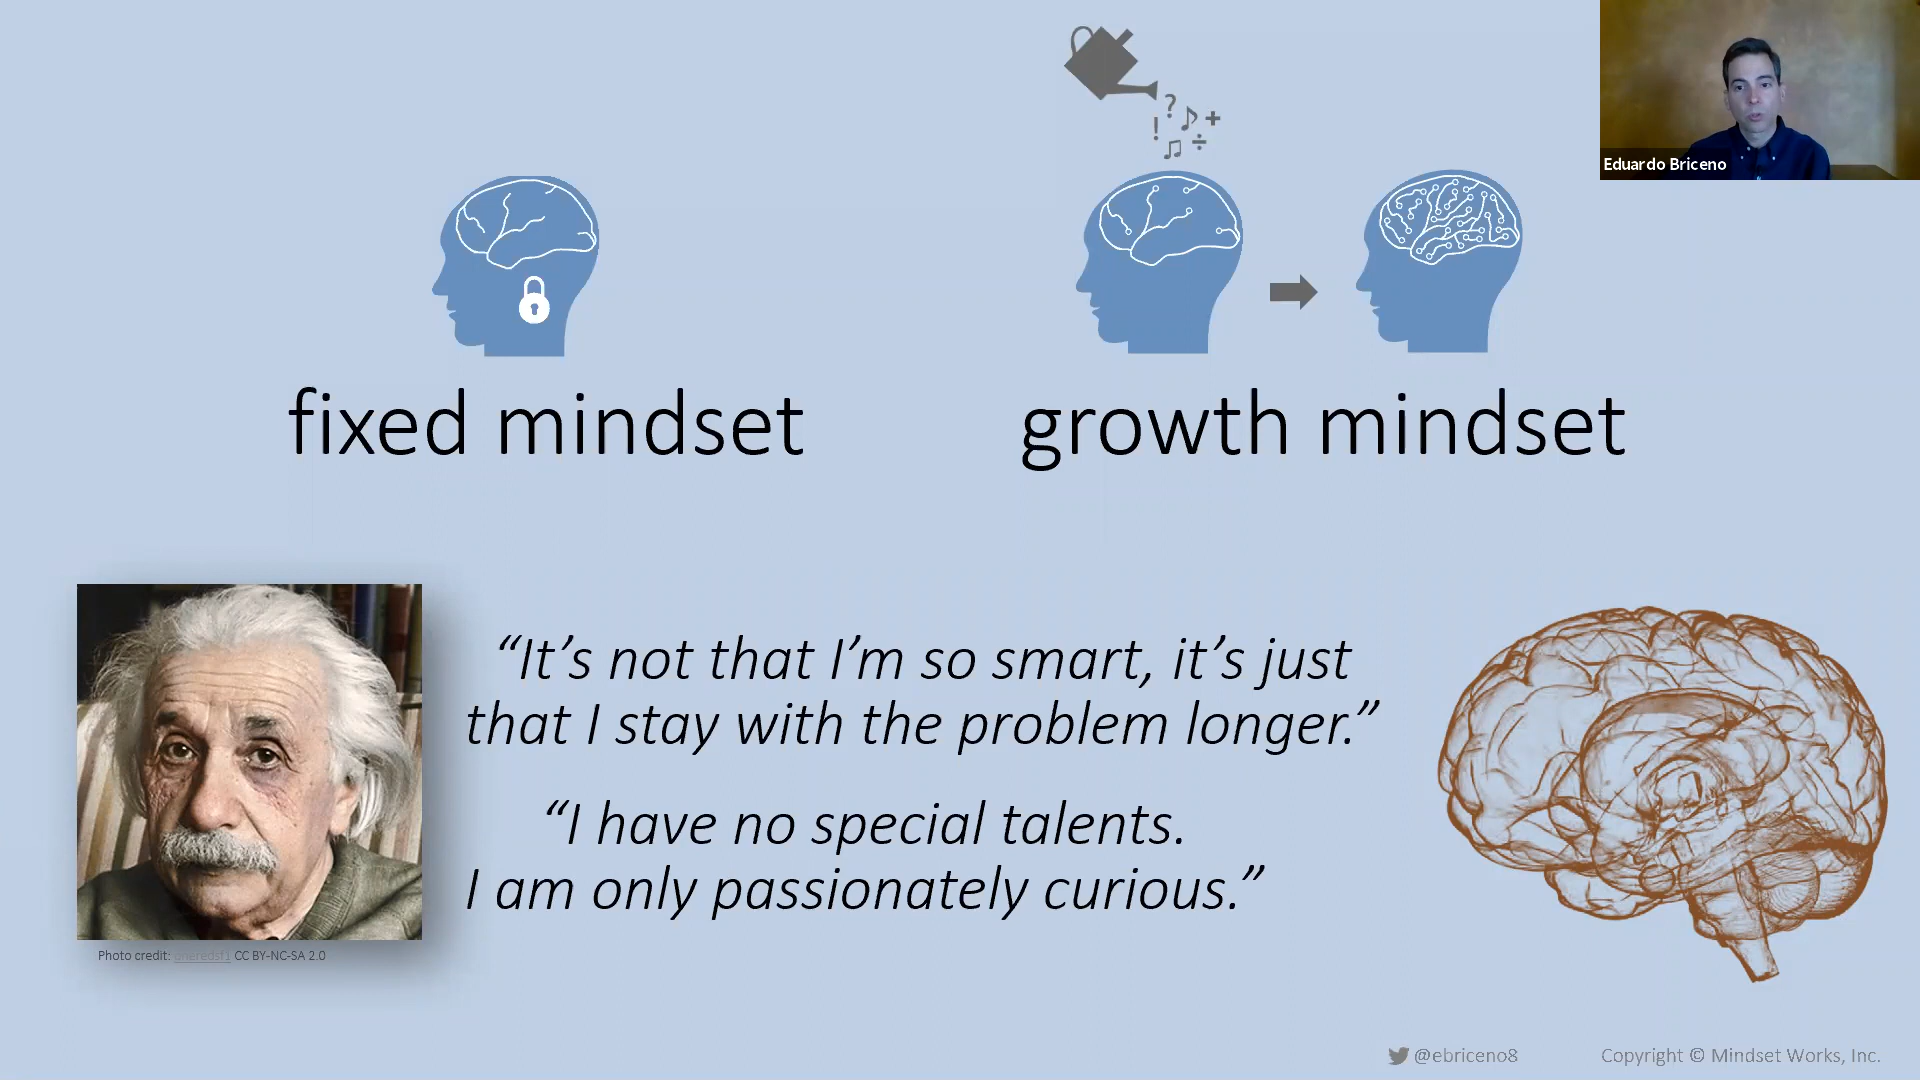 Eduardo Briceno
fixed mindset
growth mindset
“It’s not that I’m so smart, it’s just
that I stay with the problem longer.”
“I have no special talents.
I am only passionately curious.”
Photo credit: CC BY-NC-SA 2.0
@ebriceno8
Copyright © Mindset Works, Inc.